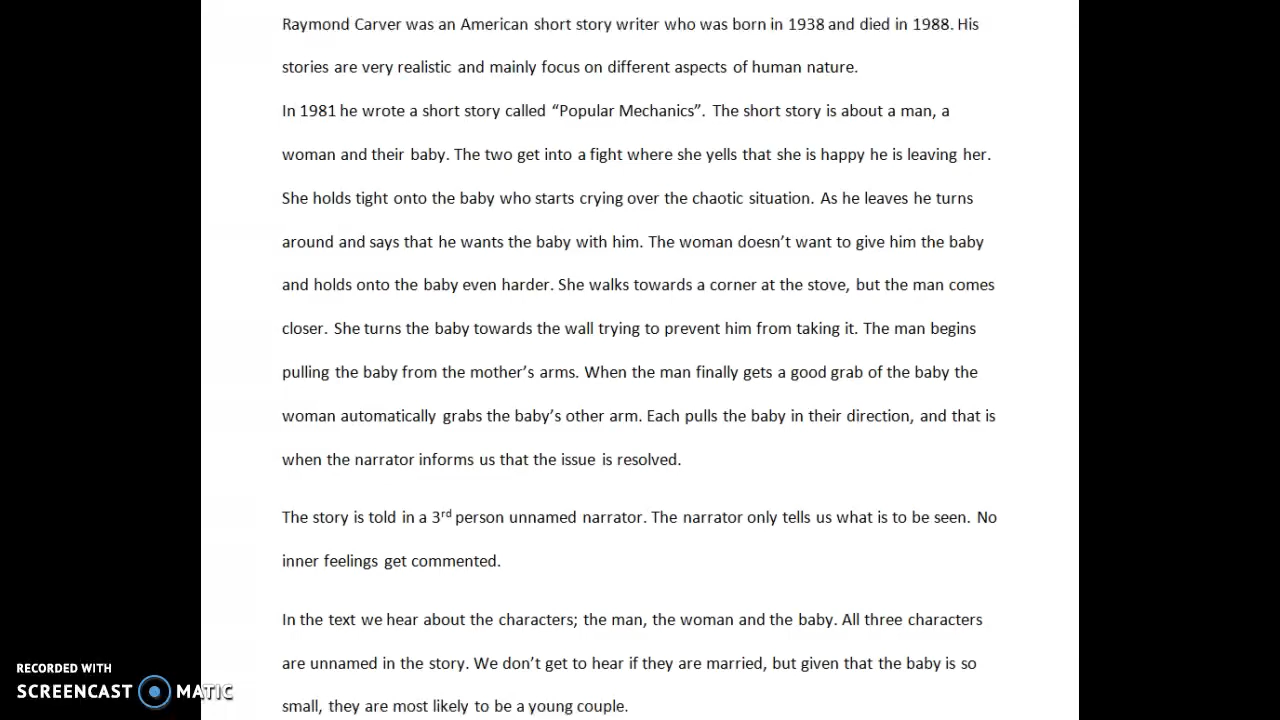 Raymond Carver was an American short story writer who was born in 1938 and died in 1988. His
stories are very realistic and mainly focus on different aspects of human nature.
In 1981 he wrote a short story called “Popular Mechanics”. The short story is about a man, a
woman and their baby. The two get into a fight where she yells that she is happy he is leaving her.
She holds tight onto the baby who starts crying over the chaotic situation. As he leaves he turns
around and says that he wants the baby with him. The woman doesn’t want to give him the baby
and holds onto the baby even harder. She walks towards a corner at the stove, but the man comes
closer. She turns the baby towards the wall trying to prevent him from taking it. The man begins
pulling the baby from the mother’s arms. When the man finally gets a good grab of the baby the
woman automatically grabs the baby’s other arm. Each pulls the baby in their direction, and that is
when the narrator informs us that the issue is resolved.
The story is told in a 3rd person unnamed narrator. The narrator only tells us what is to be seen. No
inner feelings get commented.
In the text we hear about the characters; the man, the woman and the baby. All three characters
are unnamed in the story. We don’t get to hear if they are married, but given that the baby is so
small, they are most likely to be a young couple.
RECORDED WITH
SCREENCAST MATIC